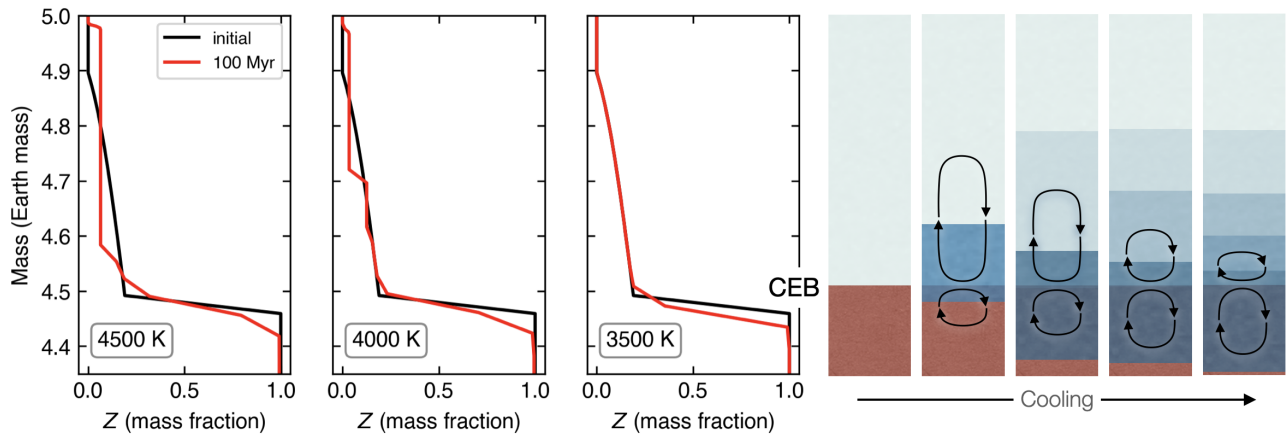 Mass (Earth mass)
5.0
4.9
4.8
4.7
4.6
4.5
4.4
initial
100 Myr
4500 K
0.0
0.5
1.0
Z (mass fraction)
4000 K
0.0
0.5
1.0
Z (mass fraction)
3500 K
0.0
0.5
1.0
Z (mass fraction)
CEB
Cooling